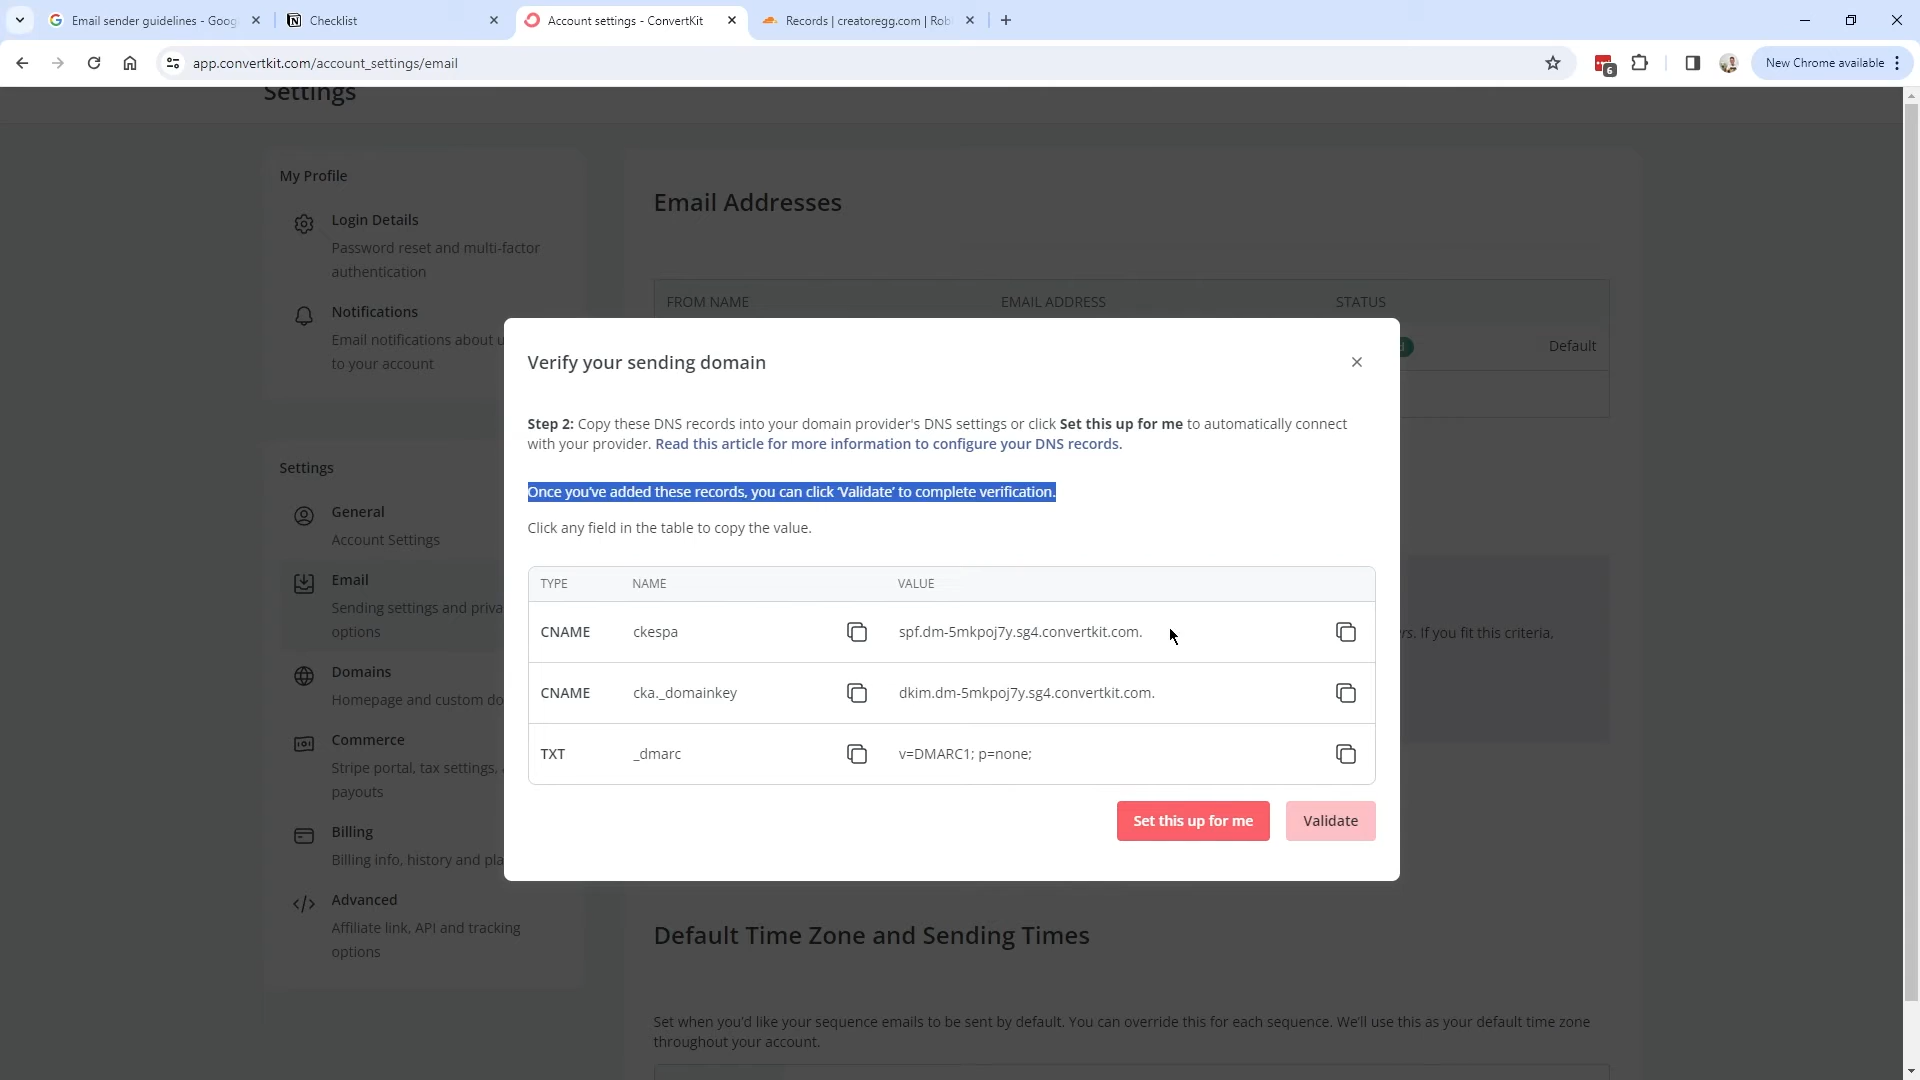 Email sender guidelines - Goog
Checklist
Account settings - ConvertKit
Records | creatoregg.com | Rob
app.convertkit.com/account_settings/email
6
New Chrome available
Settings
My Profile
Login Details
Password reset and multi-factor
authentication
Notifications
Email notifications about u
to your account
Settings
General
Account Settings
Email
Sending settings and priva
options
Domains
Homepage and custom do
Commerce
Stripe portal, tax settings,
payouts
Billing
Billing info, history and pla
Advanced
Affiliate link, API and tracking
options
Email Addresses
FROM NAME EMAIL ADDRESS STATUS
d Default
rs. If you fit this criteria,
Verify your sending domain
Step 2: Copy these DNS records into your domain provider's DNS settings or click Set this up for me to automatically connect
with your provider. Read this article for more information to configure your DNS records.
Once you've added these records, you can click 'Validate' to complete verification.
Click any field in the table to copy the value.
TYPE NAME VALUE
CNAME ckespa spf.dm-5mkpoj7y.sg4.convertkit.com.
CNAME cka._domainkey dkim.dm-5mkpoj7y.sg4.convertkit.com.
TXT _dmarc v=DMARC1; p=none;
Set this up for me Validate
Default Time Zone and Sending Times
Set when you'd like your sequence emails to be sent by default. You can override this for each sequence. We'll use this as your default time zone
throughout your account.